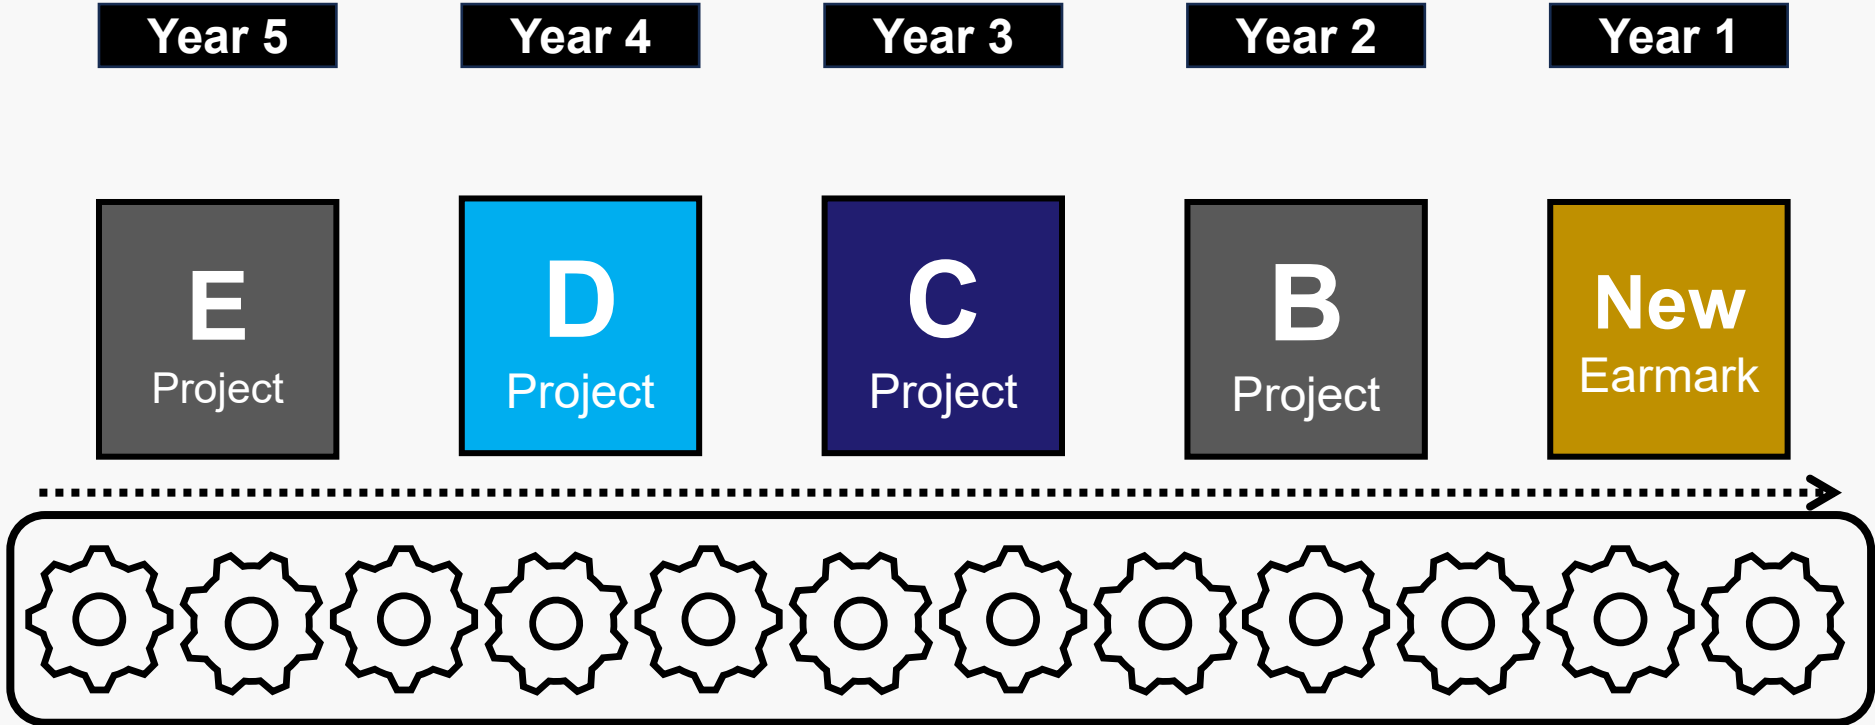 Year 5
Year 4
Year 3
Year 2
Year 1
E
Project
D
Project
C
Project
B
Project
New
Earmark